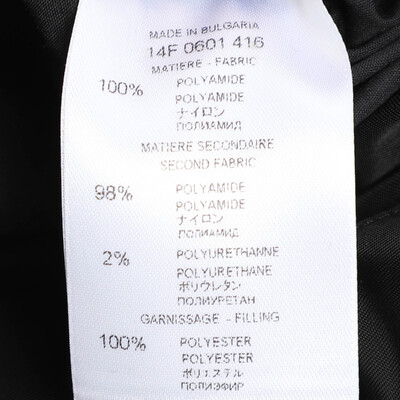 MADE IN BULGARIA
14F 0601 416
MATIERE - FABRIC
100% POLYAMIDE
POLYAMIDE
ナイロン
ПОЛИАМИД
MATIERE SECONDAIRE
SECOND FABRIC
98% POLYAMIDE
POLYAMIDE
ナイロン
ПОЛИАМИД
2% POLYURETHANNE
POLYURETHANE
ポリウレタン
ПОЛИУРЕТАН
GARNISSAGE - FILLING
100% POLYESTER
POLYESTER
ポリエステル
ПОЛИЭФИР